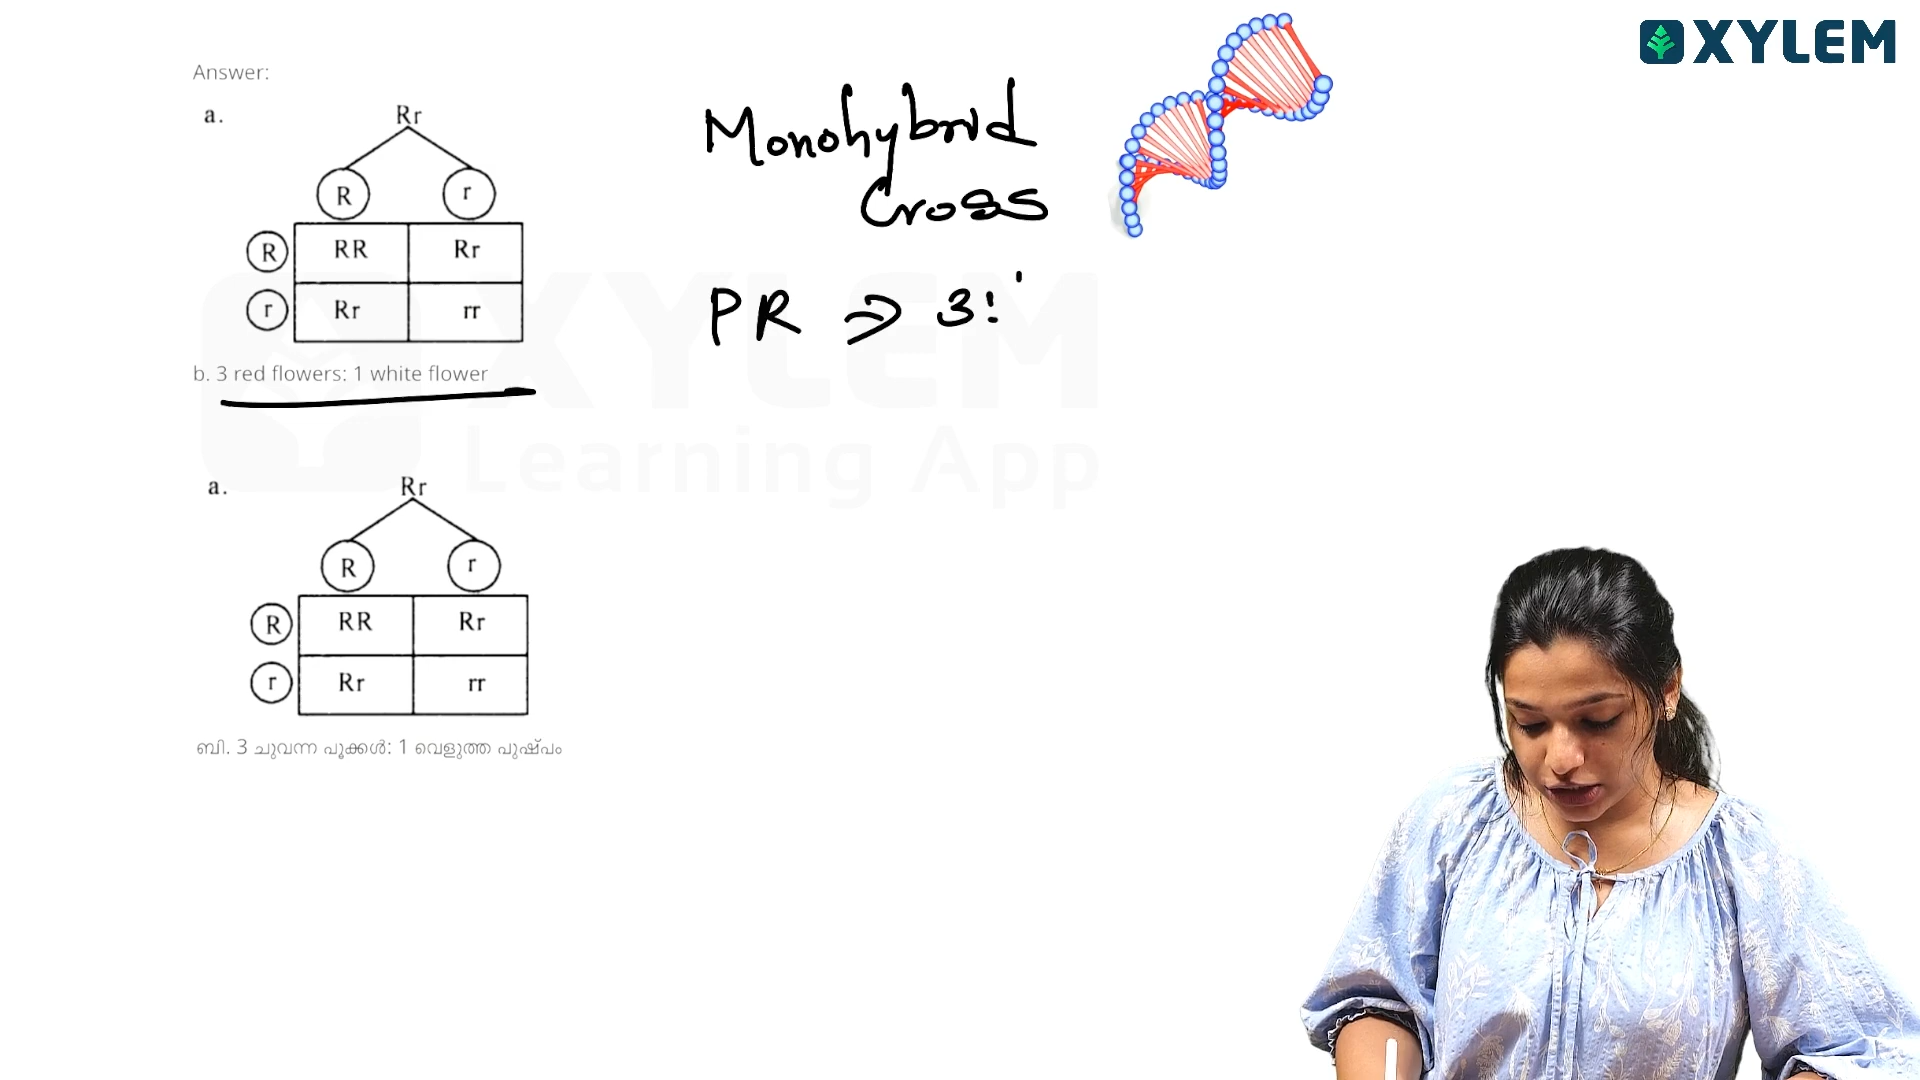 XYLEM
Answer:
a.
Rr
R r
R RR Rr
r Rr rr
b. 3 red flowers: 1 white flower
Monohybrid
Cross
PR ⇒ 3:
XYLEM
Learning App
a.
Rr
R r
R RR Rr
r Rr rr
ബി. 3 ചുവന്ന പൂക്കൾ: 1 വെളുത്ത പുഷ്പം